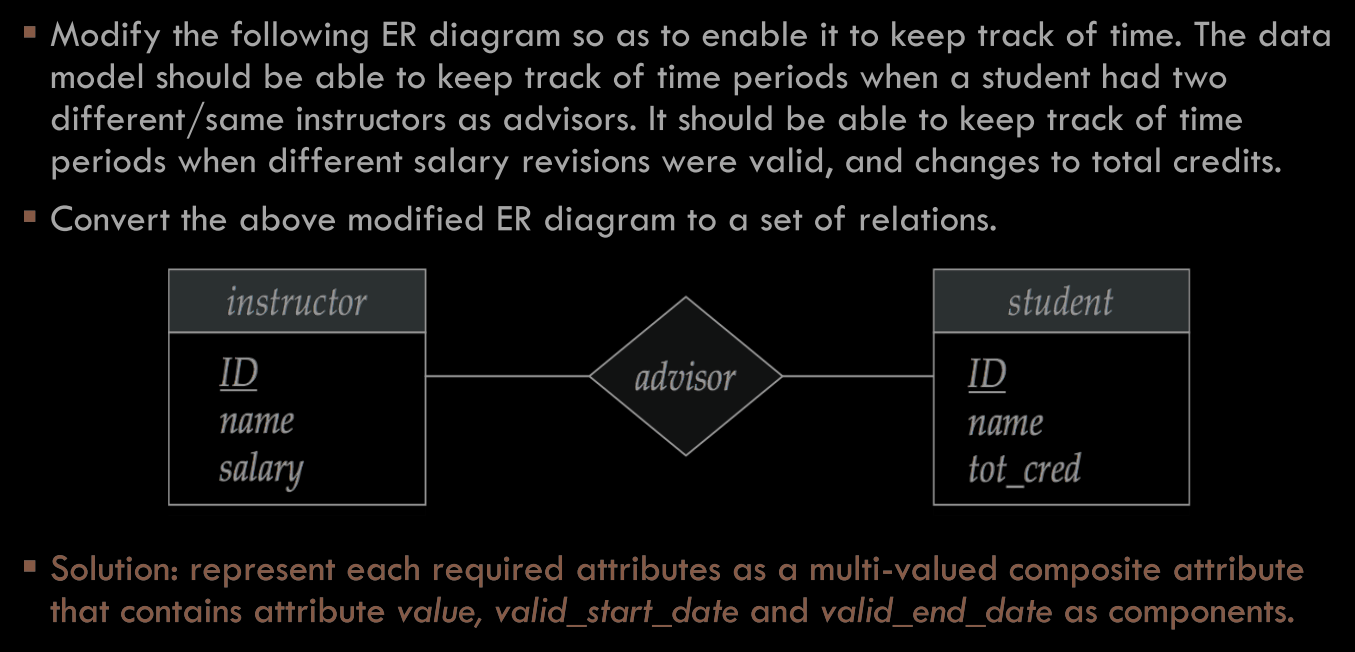 ▪ Modify the following ER diagram so as to enable it to keep track of time. The data
model should be able to keep track of time periods when a student had two
different/same instructors as advisors. It should be able to keep track of time
periods when different salary revisions were valid, and changes to total credits.
▪ Convert the above modified ER diagram to a set of relations.
instructor
ID
name
salary
advisor
student
ID
name
tot_cred
▪ Solution: represent each required attributes as a multi-valued composite attribute
that contains attribute value, valid_start_date and valid_end_date as components.